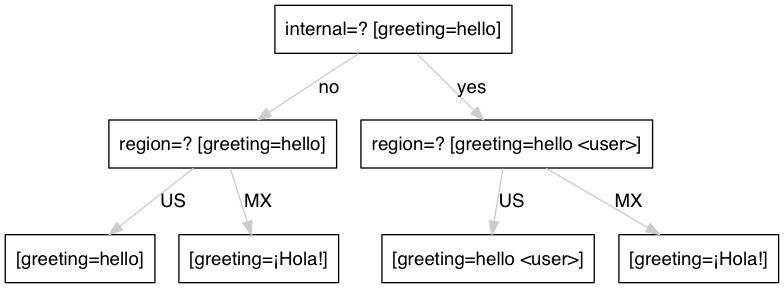 internal=? [greeting=hello]
no
yes
region=? [greeting=hello]
region=? [greeting=hello <user>]
US
MX
US
MX
[greeting=hello]
[greeting=¡Hola!]
[greeting=hello <user>]
[greeting=¡Hola!]